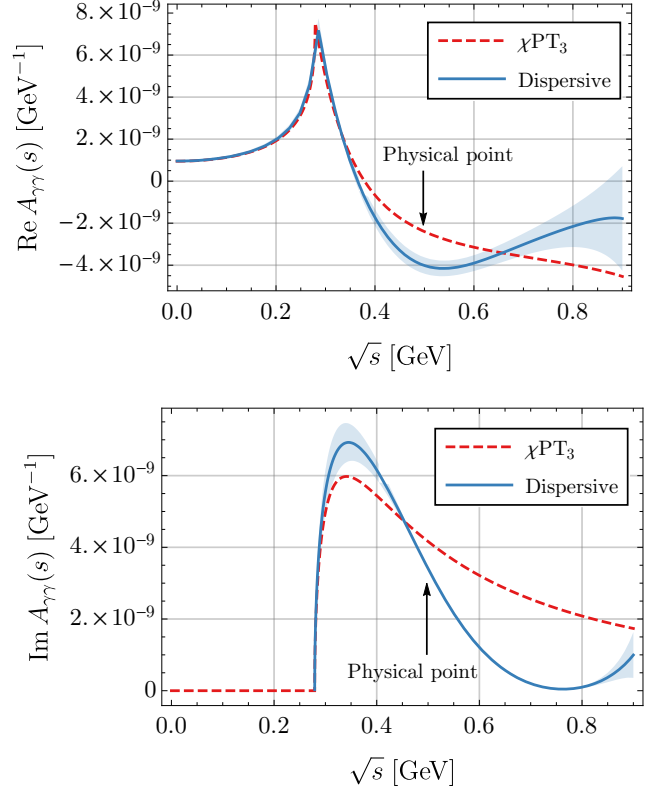 8.×10⁻⁹
6.×10⁻⁹
4.×10⁻⁹
2.×10⁻⁹
0
−2.×10⁻⁹
−4.×10⁻⁹
Re A_γγ(s) [GeV⁻¹]
χPT₃
Dispersive
Physical point
0.0 0.2 0.4 0.6 0.8
√s [GeV]
6.×10⁻⁹
4.×10⁻⁹
2.×10⁻⁹
0
Im A_γγ(s) [GeV⁻¹]
χPT₃
Dispersive
Physical point
0.0 0.2 0.4 0.6 0.8
√s [GeV]